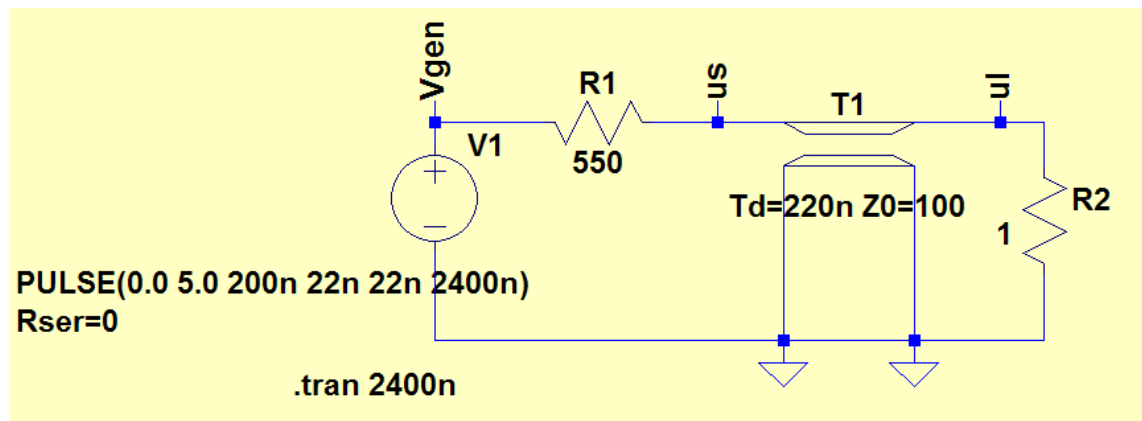 Vgen
R1
us
T1
ul
V1
550
Td=220n Z0=100
R2
1
PULSE(0.0 5.0 200n 22n 22n 2400n)
Rser=0
.tran 2400n